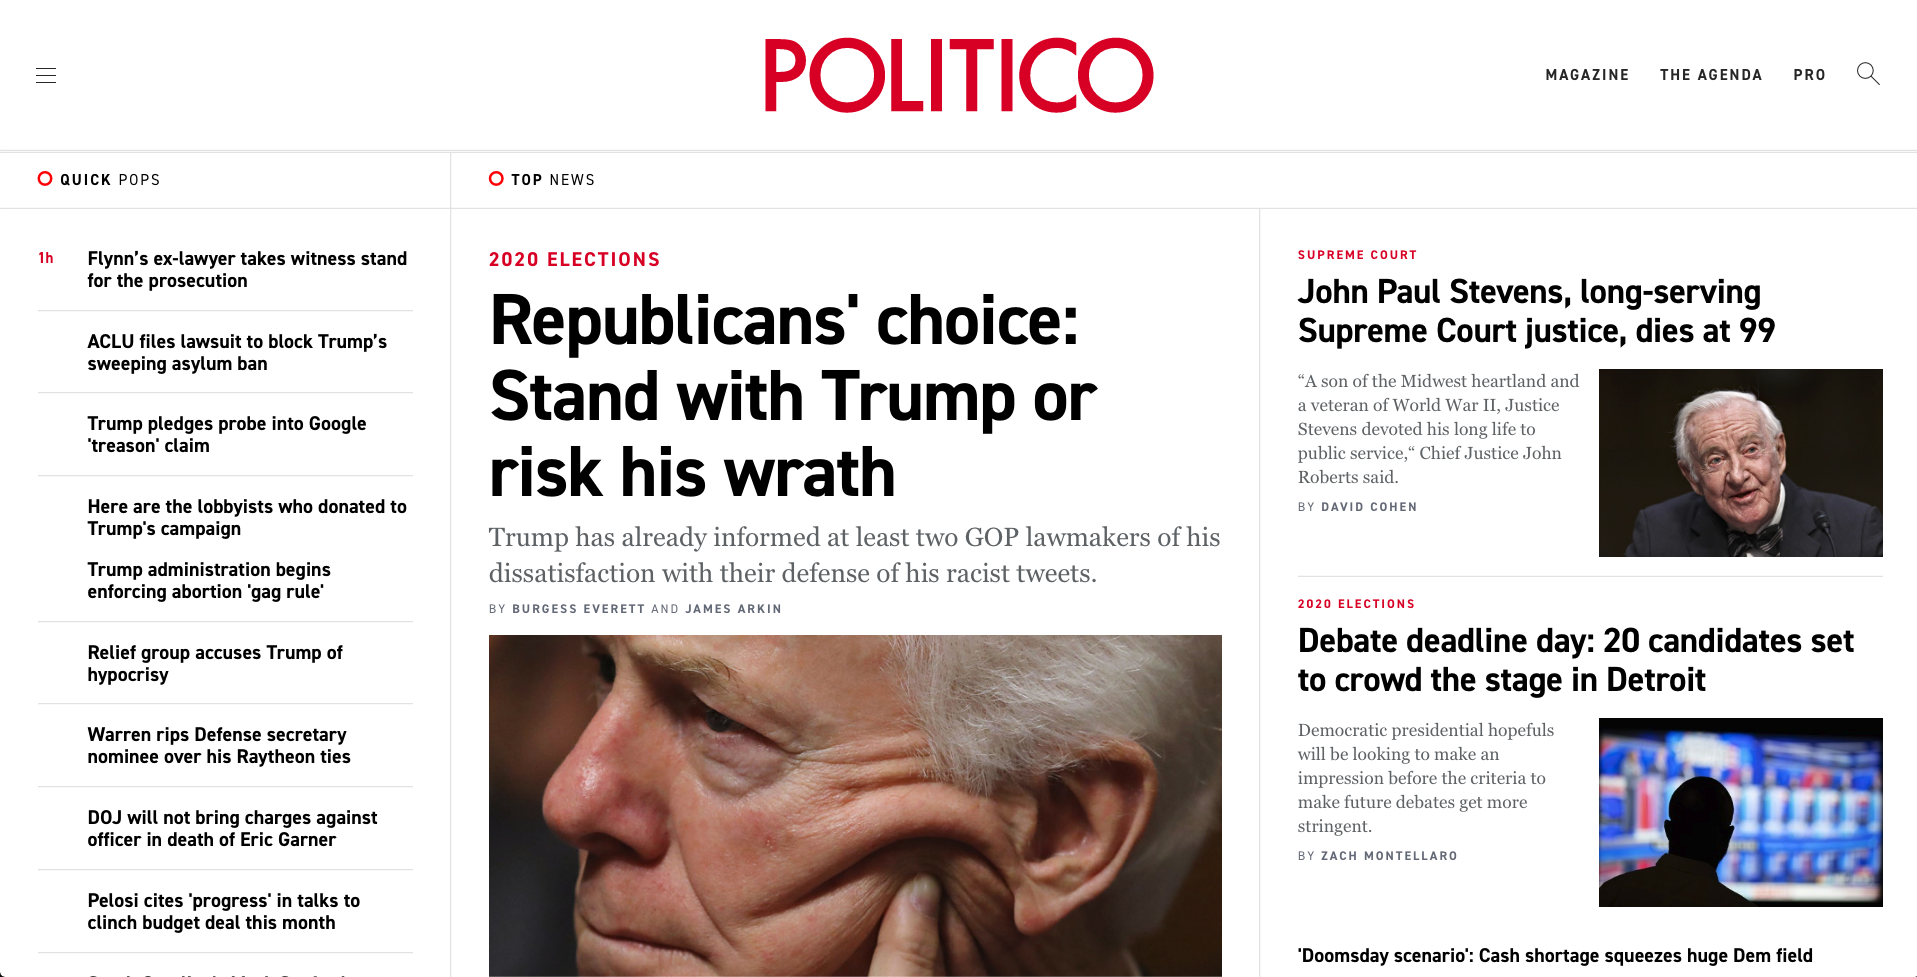 POLITICO
MAGAZINE
THE AGENDA
PRO
QUICK POPS
TOP NEWS
1h
Flynn’s ex-lawyer takes witness stand
for the prosecution
ACLU files lawsuit to block Trump’s
sweeping asylum ban
Trump pledges probe into Google
'treason' claim
Here are the lobbyists who donated to
Trump's campaign
Trump administration begins
enforcing abortion 'gag rule'
Relief group accuses Trump of
hypocrisy
Warren rips Defense secretary
nominee over his Raytheon ties
DOJ will not bring charges against
officer in death of Eric Garner
Pelosi cites 'progress' in talks to
clinch budget deal this month
2020 ELECTIONS
Republicans' choice:
Stand with Trump or
risk his wrath
Trump has already informed at least two GOP lawmakers of his
dissatisfaction with their defense of his racist tweets.
BY BURGESS EVERETT AND JAMES ARKIN
SUPREME COURT
John Paul Stevens, long-serving
Supreme Court justice, dies at 99
“A son of the Midwest heartland and
a veteran of World War II, Justice
Stevens devoted his long life to
public service,“ Chief Justice John
Roberts said.
BY DAVID COHEN
2020 ELECTIONS
Debate deadline day: 20 candidates set
to crowd the stage in Detroit
Democratic presidential hopefuls
will be looking to make an
impression before the criteria to
make future debates get more
stringent.
BY ZACH MONTELLARO
'Doomsday scenario': Cash shortage squeezes huge Dem field